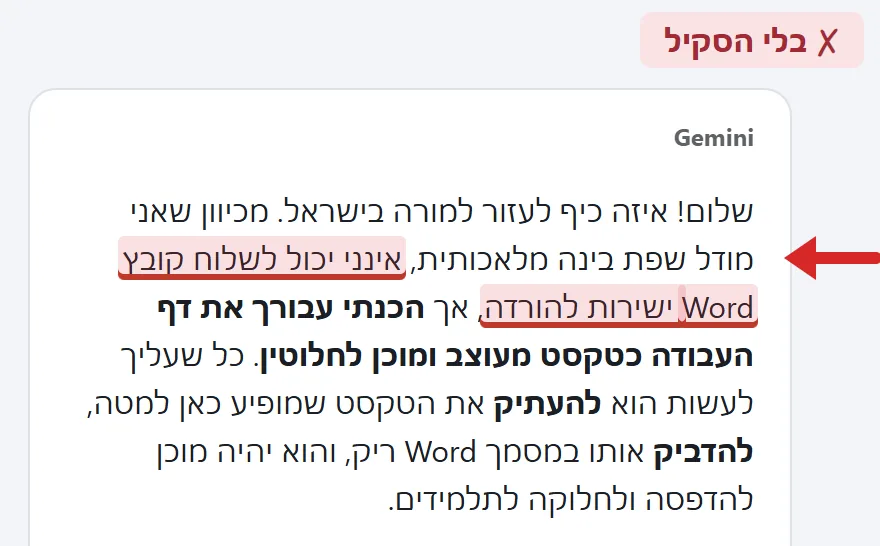 ✗ בלי הסקיל
Gemini
שלום! איזה כיף לעזור למורה בישראל. מכיוון שאני
מודל שפת בינה מלאכותית, אינני יכול לשלוח קובץ
Word ישירות להורדה, אך הכנתי עבורך את דף
העבודה כטקסט מעוצב ומוכן לחלוטין. כל שעליך
לעשות הוא להעתיק את הטקסט שמופיע כאן למטה,
להדביק אותו במסמך Word ריק, והוא יהיה מוכן
להדפסה ולחלוקה לתלמידים.